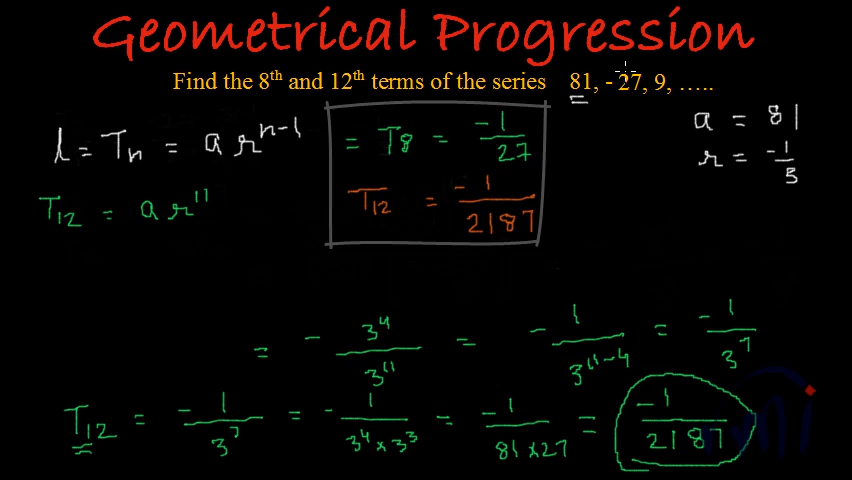 Geometrical Progression
Find the 8th and 12th terms of the series 81, - 27, 9, .....
l = Tn = a r^n-1
= T8 = -1/27
a = 81
r = -1/3
T12 = a r^11
T12 = -1/2187
= - 3^4/3^11 = - 1/3^11-4 = -1/3^7
T12 = -1/3^7 = - 1/3^4 × 3^3 = -1/81 × 27 = -1/2187